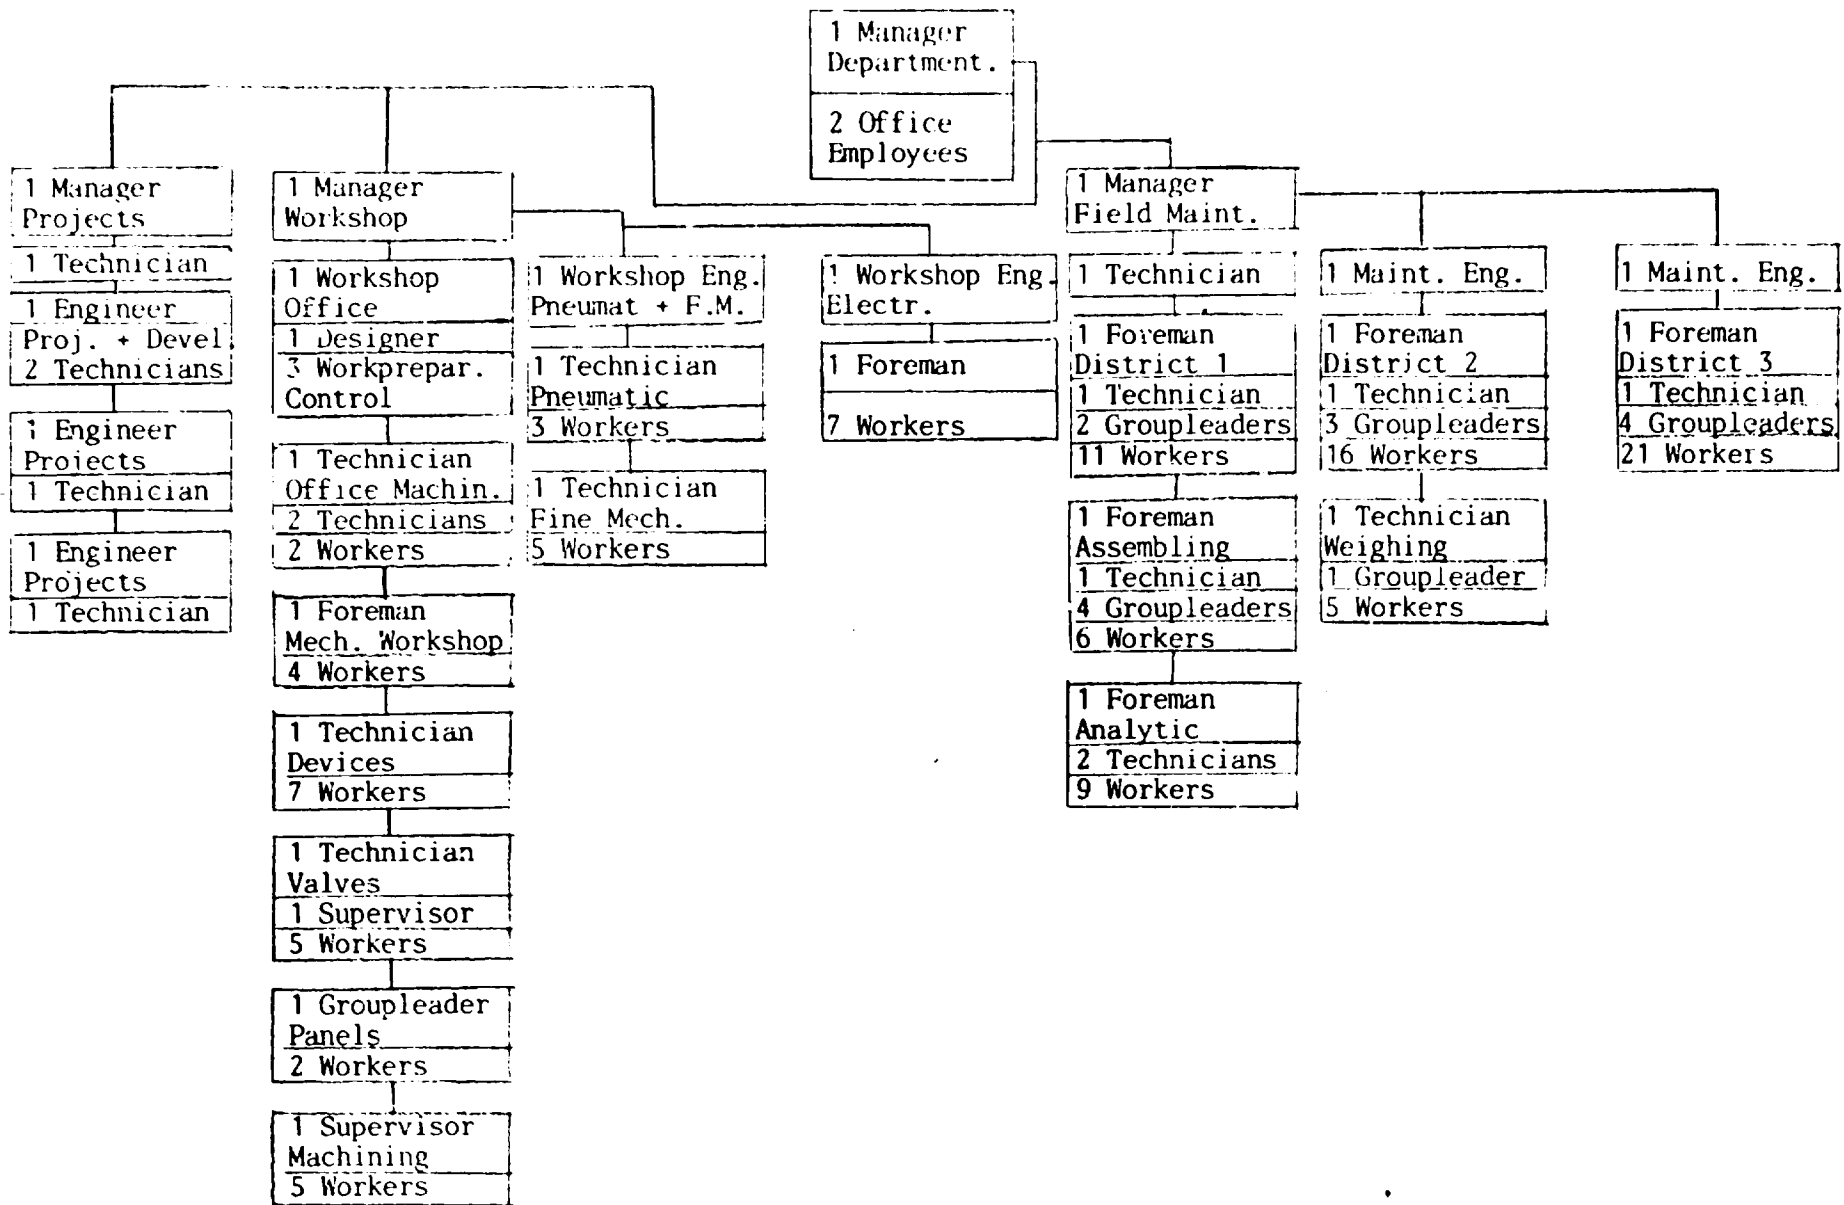 1 Manager
Department.
2 Office
Employees
1 Manager
Projects
1 Technician
1 Engineer
Proj. + Devel.
2 Technicians
1 Engineer
Projects
1 Technician
1 Engineer
Projects
1 Technician
1 Manager
Workshop
1 Workshop
Office
1 Designer
3 Workprepar.
Control
1 Technician
Office Machin.
2 Technicians
2 Workers
1 Foreman
Mech. Workshop
4 Workers
1 Technician
Devices
7 Workers
1 Technician
Valves
1 Supervisor
5 Workers
1 Groupleader
Panels
2 Workers
1 Supervisor
Machining
5 Workers
1 Workshop Eng.
Pneumat + F.M.
1 Technician
Pneumatic
3 Workers
1 Technician
Fine Mech.
5 Workers
1 Workshop Eng.
Electr.
1 Foreman
7 Workers
1 Manager
Field Maint.
1 Technician
1 Foreman
District 1
1 Technician
2 Groupleaders
11 Workers
1 Foreman
Assembling
1 Technician
4 Groupleaders
6 Workers
1 Foreman
Analytic
2 Technicians
9 Workers
1 Maint. Eng.
1 Foreman
District 2
1 Technician
3 Groupleaders
16 Workers
1 Technician
Weighing
1 Groupleader
5 Workers
1 Maint. Eng.
1 Foreman
District 3
1 Technician
4 Groupleaders
21 Workers